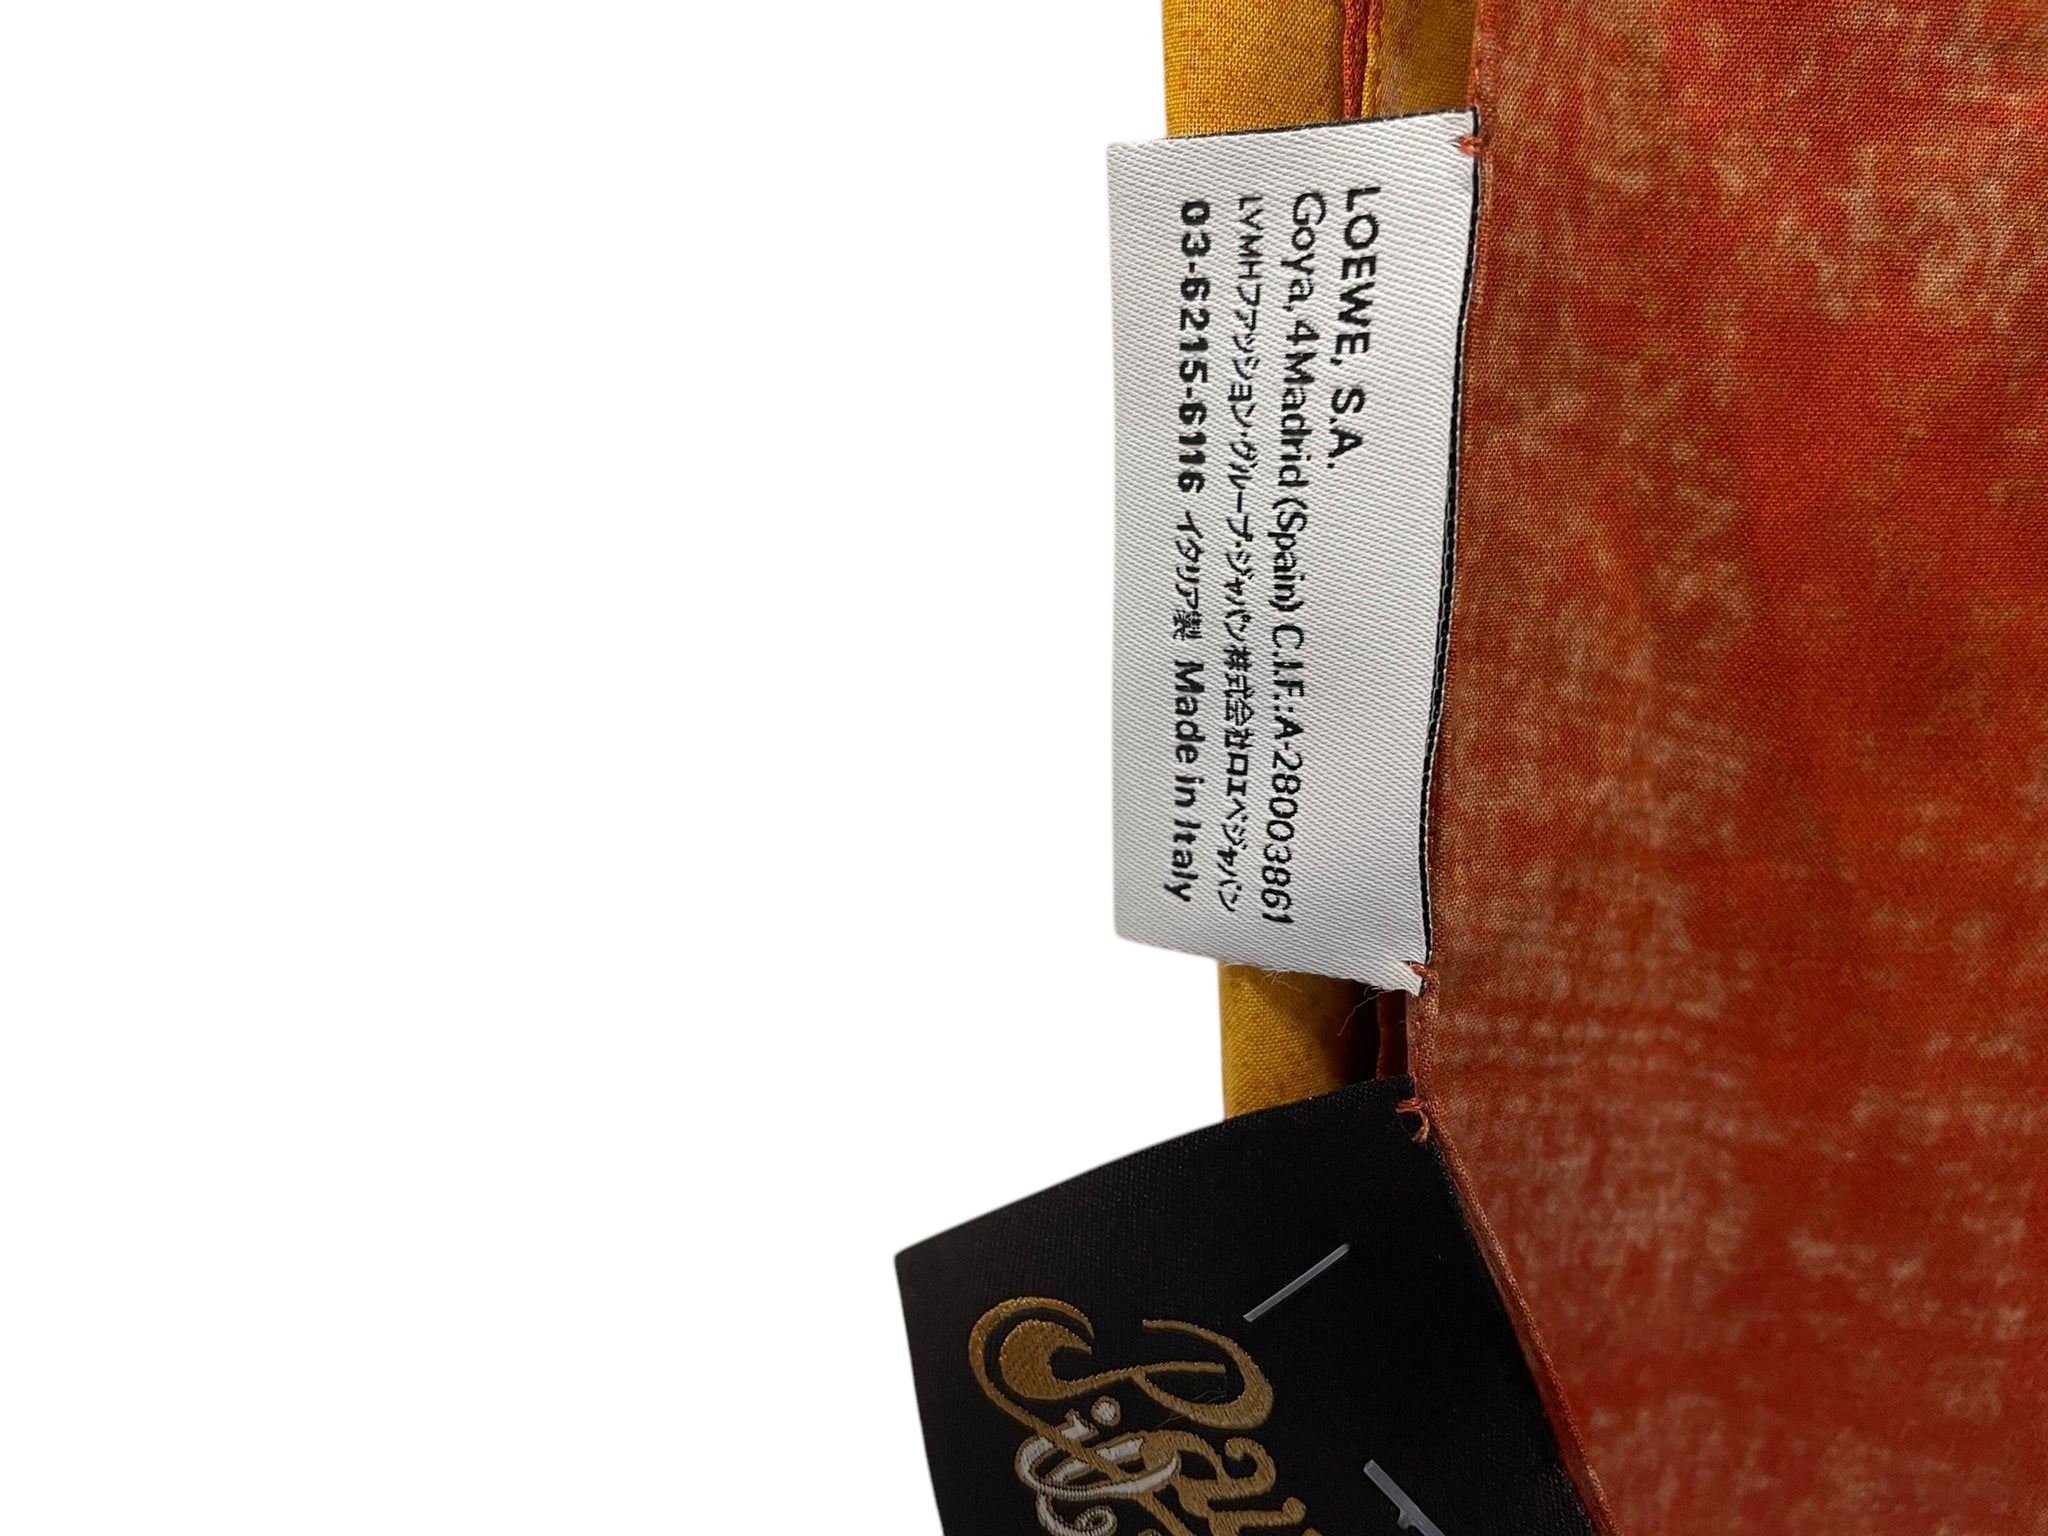 LOEWE, S.A.
Goya, 4 Madrid (Spain) C.I.F.: A-28003861
LVMHファッション・グループ・ジャパン株式会社ロエベジャパン
03-6215-6116 イタリア製 Made in Italy
Pau